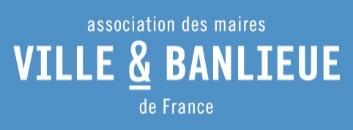 association des maires
VILLE & BANLIEUE
de France